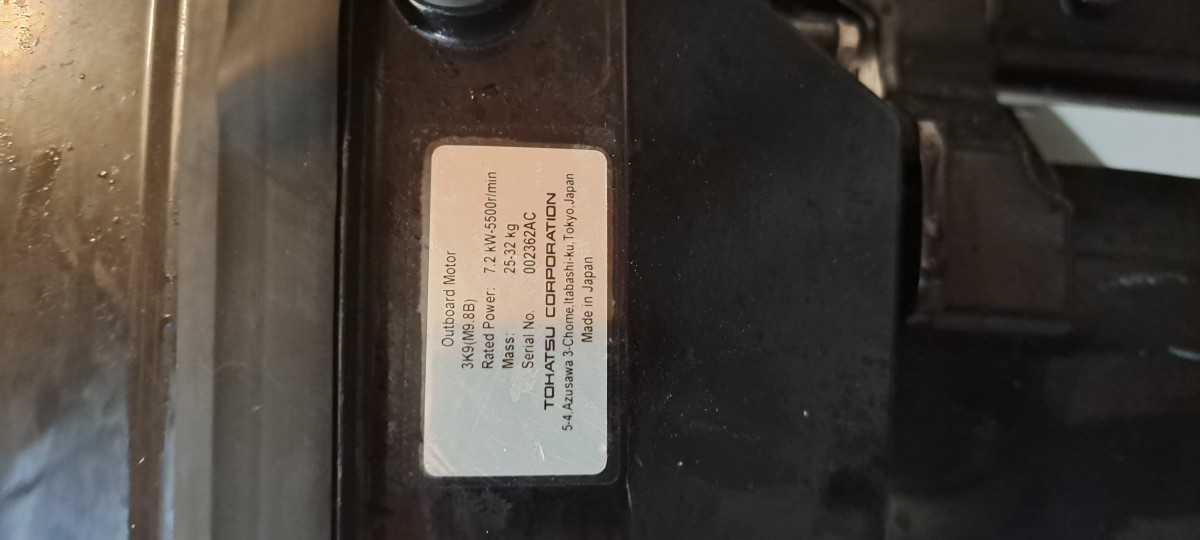 Outboard Motor
3K9(M9.8B)
Rated Power: 7.2 kW-5500r/min
Mass: 25-32 kg
Serial No. 002362AC
TOHATSU CORPORATION
5-4,Azusawa 3-Chome,Itabashi-ku,Tokyo,Japan
Made in Japan